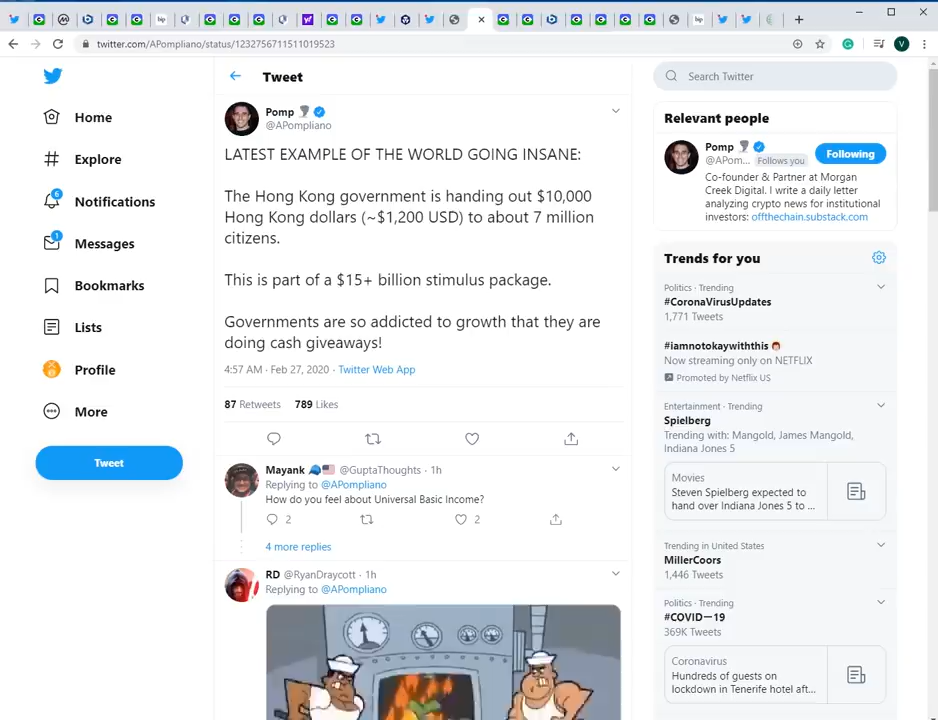 twitter.com/APompliano/status/1232756711511019523
V
Home
Explore
6
Notifications
1
Messages
Bookmarks
Lists
Profile
More
Tweet
Tweet
Pomp
@APompliano
LATEST EXAMPLE OF THE WORLD GOING INSANE:
The Hong Kong government is handing out $10,000
Hong Kong dollars (~$1,200 USD) to about 7 million
citizens.
This is part of a $15+ billion stimulus package.
Governments are so addicted to growth that they are
doing cash giveaways!
4:57 AM · Feb 27, 2020 · Twitter Web App
87 Retweets 789 Likes
Mayank @GuptaThoughts · 1h
Replying to @APompliano
How do you feel about Universal Basic Income?
2 2
4 more replies
RD @RyanDraycott · 1h
Replying to @APompliano
Search Twitter
Relevant people
Pomp
@APom... Follows you
Following
Co-founder & Partner at Morgan
Creek Digital. I write a daily letter
analyzing crypto news for institutional
investors: offthechain.substack.com
Trends for you
Politics · Trending
#CoronaVirusUpdates
1,771 Tweets
#iamnotokaywiththis
Now streaming only on NETFLIX
Promoted by Netflix US
Entertainment · Trending
Spielberg
Trending with: Mangold, James Mangold,
Indiana Jones 5
Movies
Steven Spielberg expected to
hand over Indiana Jones 5 to ...
Trending in United States
MillerCoors
1,446 Tweets
Politics · Trending
#COVIDー19
369K Tweets
Coronavirus
Hundreds of guests on
lockdown in Tenerife hotel aft...